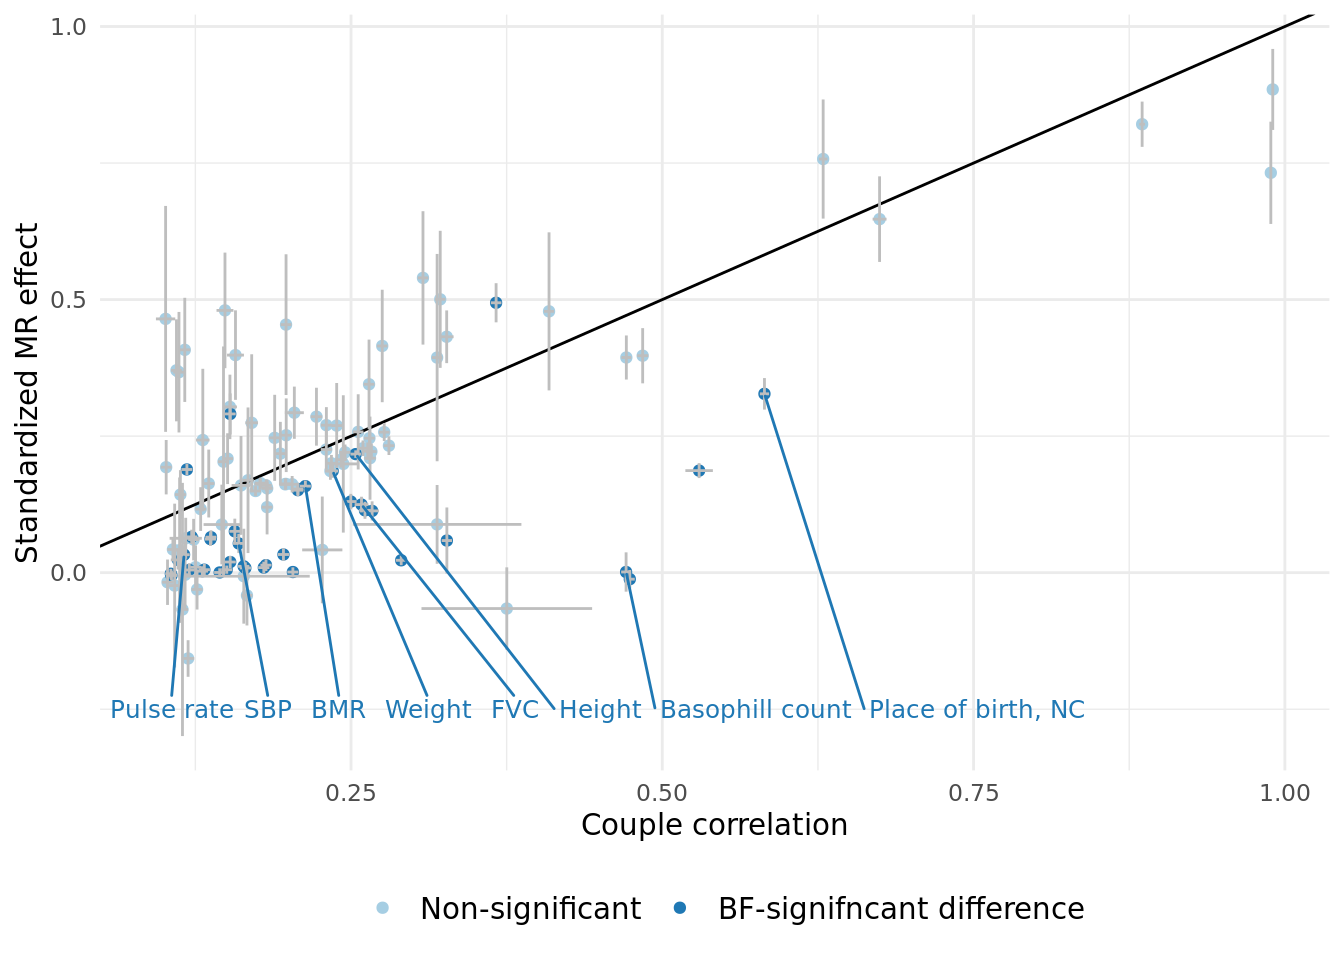 1.0
0.5
0.0
Standardized MR effect
Pulse rate SBP BMR Weight FVC Height Basophill count Place of birth, NC
0.25 0.50 0.75 1.00
Couple correlation
Non-significant BF-signifncant difference